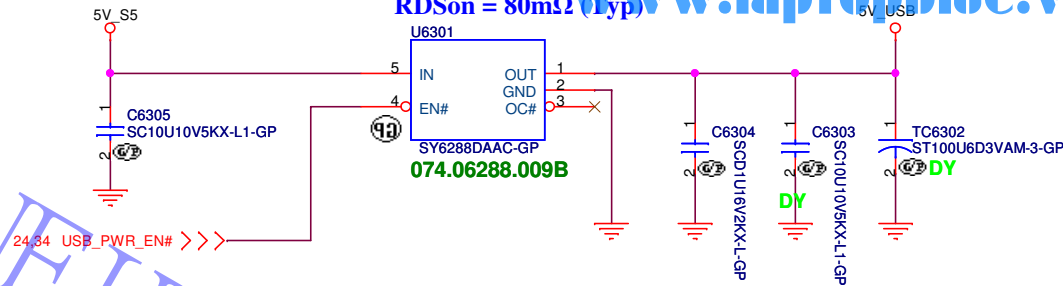 RDSon = 80mΩ (Typ)
5V_S5
U6301
5V_USB
5 IN OUT 1
GND 2
4 EN# OC# 3
SY6288DAAC-GP
074.06288.009B
1
C6305
SC10U10V5KX-L1-GP
2
1
C6304
SCD1U16V2KX-L-GP
2
1
C6303
SC10U10V5KX-L1-GP
2
DY
1
TC6302
ST100U6D3VAM-3-GP
2
DY
24,34 USB_PWR_EN#